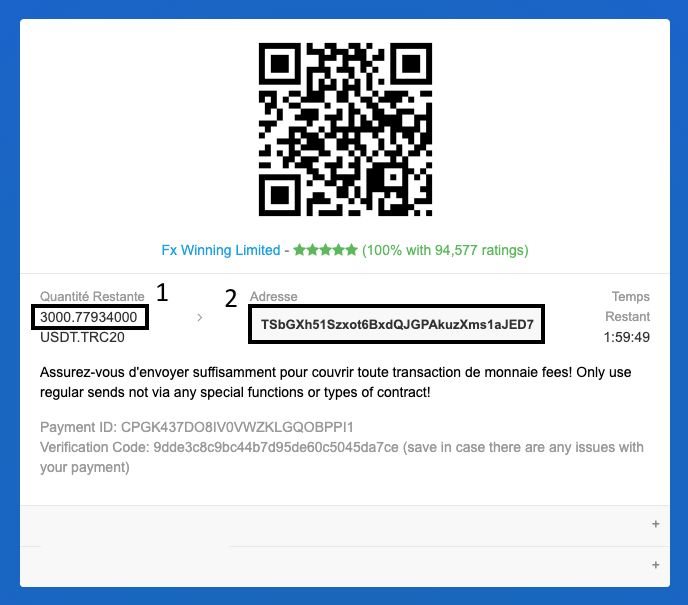 Fx Winning Limited - ★★★★★ (100% with 94,577 ratings)
Quantité Restante 1
3000.77934000
USDT.TRC20
>
2 Adresse
TSbGXh51Szxot6BxdQJGPAkuzXms1aJED7
Temps
Restant
1:59:49
Assurez-vous d'envoyer suffisamment pour couvrir toute transaction de monnaie fees! Only use
regular sends not via any special functions or types of contract!
Payment ID: CPGK437DO8IV0VWZKLGQOBPPI1
Verification Code: 9dde3c8c9bc44b7d95de60c5045da7ce (save in case there are any issues with
your payment)
+
+